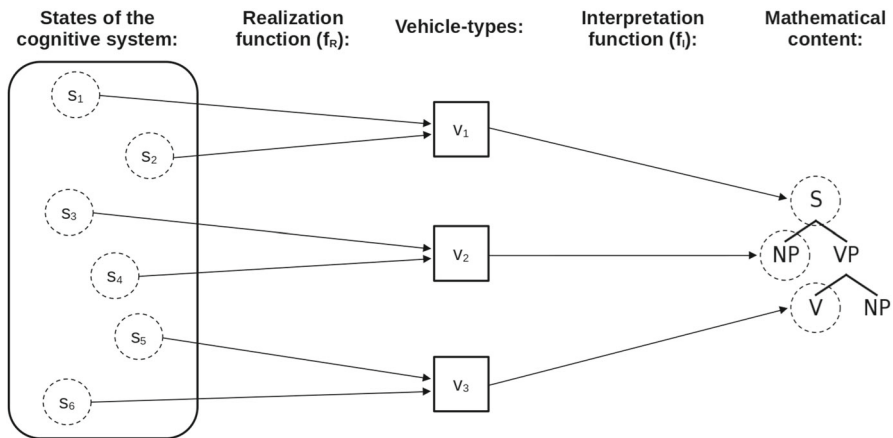 States of the
cognitive system:
Realization
function (fR):
Vehicle-types:
Interpretation
function (fI):
Mathematical
content:
s1
s2
s3
s4
s5
s6
v1
v2
v3
S
NP VP
V NP